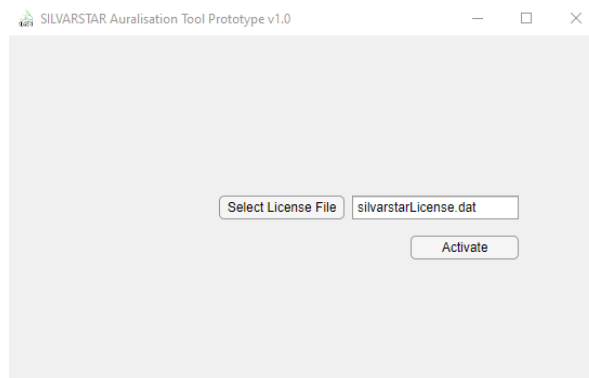 SILVARSTAR Auralisation Tool Prototype v1.0
Select License File silvarstarLicense.dat
Activate